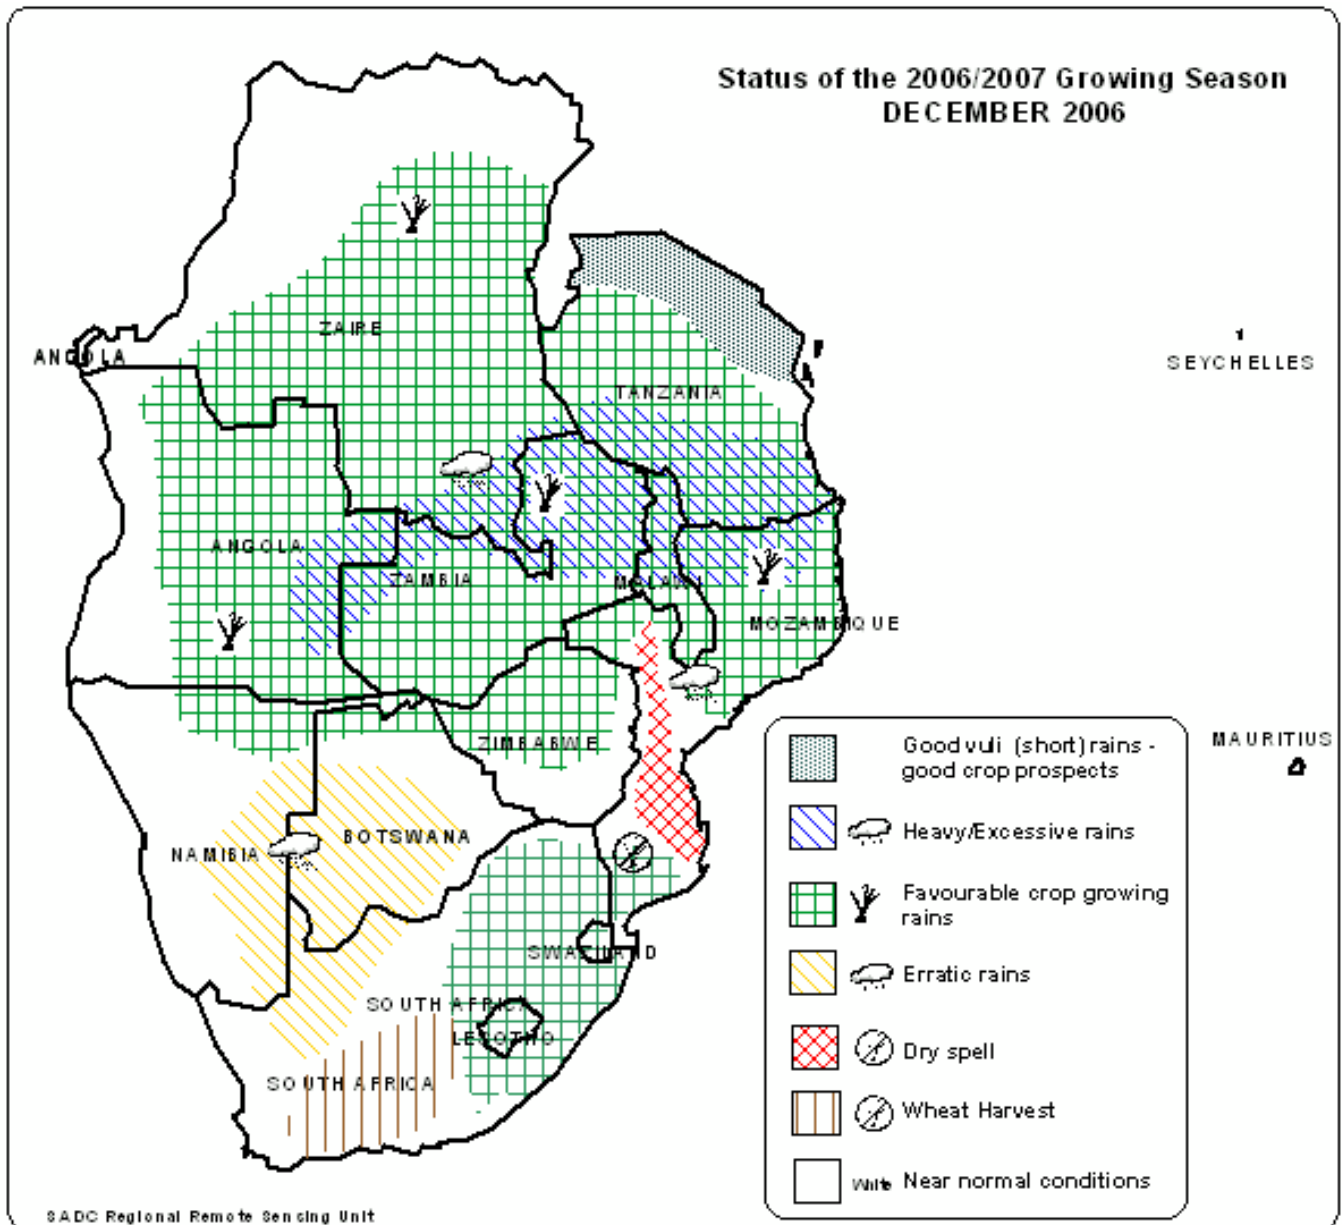 Status of the 2006/2007 Growing Season
DECEMBER 2006
ZAIRE
ANGOLA
SEYCHELLES
TANZANIA
ANGOLA
ZAMBIA
MALAWI
MOZAMBIQUE
ZIMBABWE
MAURITIUS
BOTSWANA
NAMIBIA
SWAZILAND
SOUTH AFRICA
LESOTHO
SOUTH AFRICA
Good vuli (short) rains -
good crop prospects
Heavy/Excessive rains
Favourable crop growing
rains
Erratic rains
Dry spell
Wheat Harvest
White Near normal conditions
SADC Regional Remote Sensing Unit